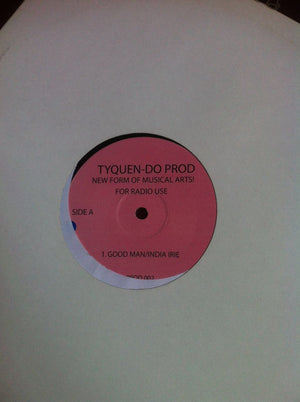 TYQUEN-DO PROD
NEW FORM OF MUSICAL ARTS!
FOR RADIO USE
SIDE A
1. GOOD MAN/INDIA IRIE